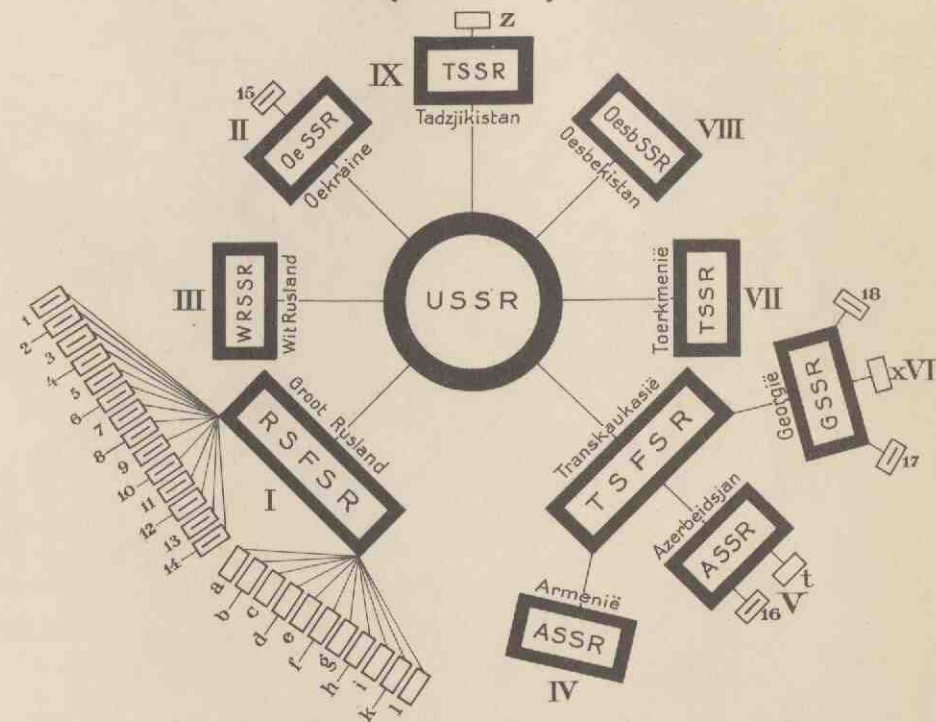 z
IX
TSSR
Tadzjikistan
15
II
OeSSR
Oekraine
OesbSSR
Oesbekistan
VIII
III
WRSSR
Wit Rusland
USSR
Toerkmenië
TSSR
VII
18
x VI
17
Georgië
GSSR
Groot Rusland
RSFSR
I
Transkaukasië
TSFSR
Azerbeidsjan
ASSR
t
V
16
Armenië
ASSR
IV
1
2
3
4
5
6
7
8
9
10
11
12
13
14
a
b
c
d
e
f
g
h
i
k
l